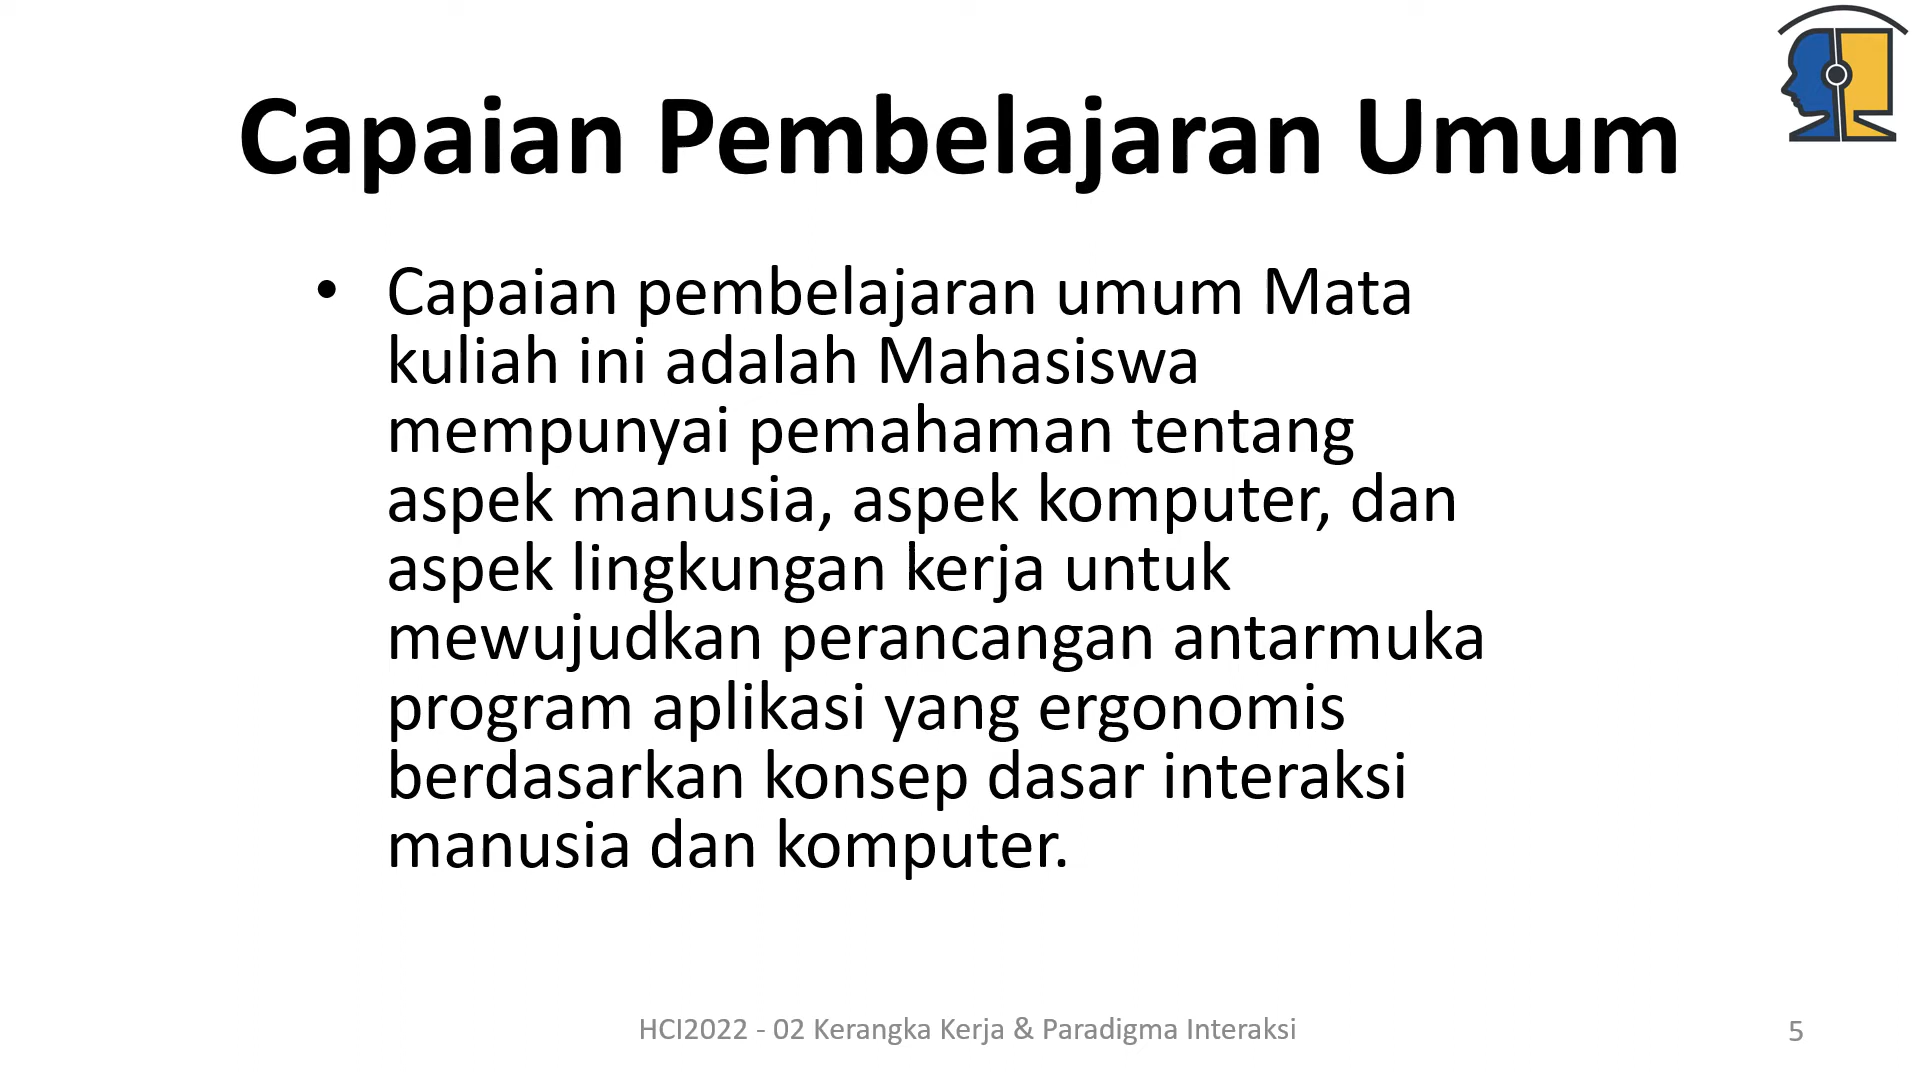 Capaian Pembelajaran Umum
• Capaian pembelajaran umum Mata
kuliah ini adalah Mahasiswa
mempunyai pemahaman tentang
aspek manusia, aspek komputer, dan
aspek lingkungan kerja untuk
mewujudkan perancangan antarmuka
program aplikasi yang ergonomis
berdasarkan konsep dasar interaksi
manusia dan komputer.
HCI2022 - 02 Kerangka Kerja & Paradigma Interaksi
5